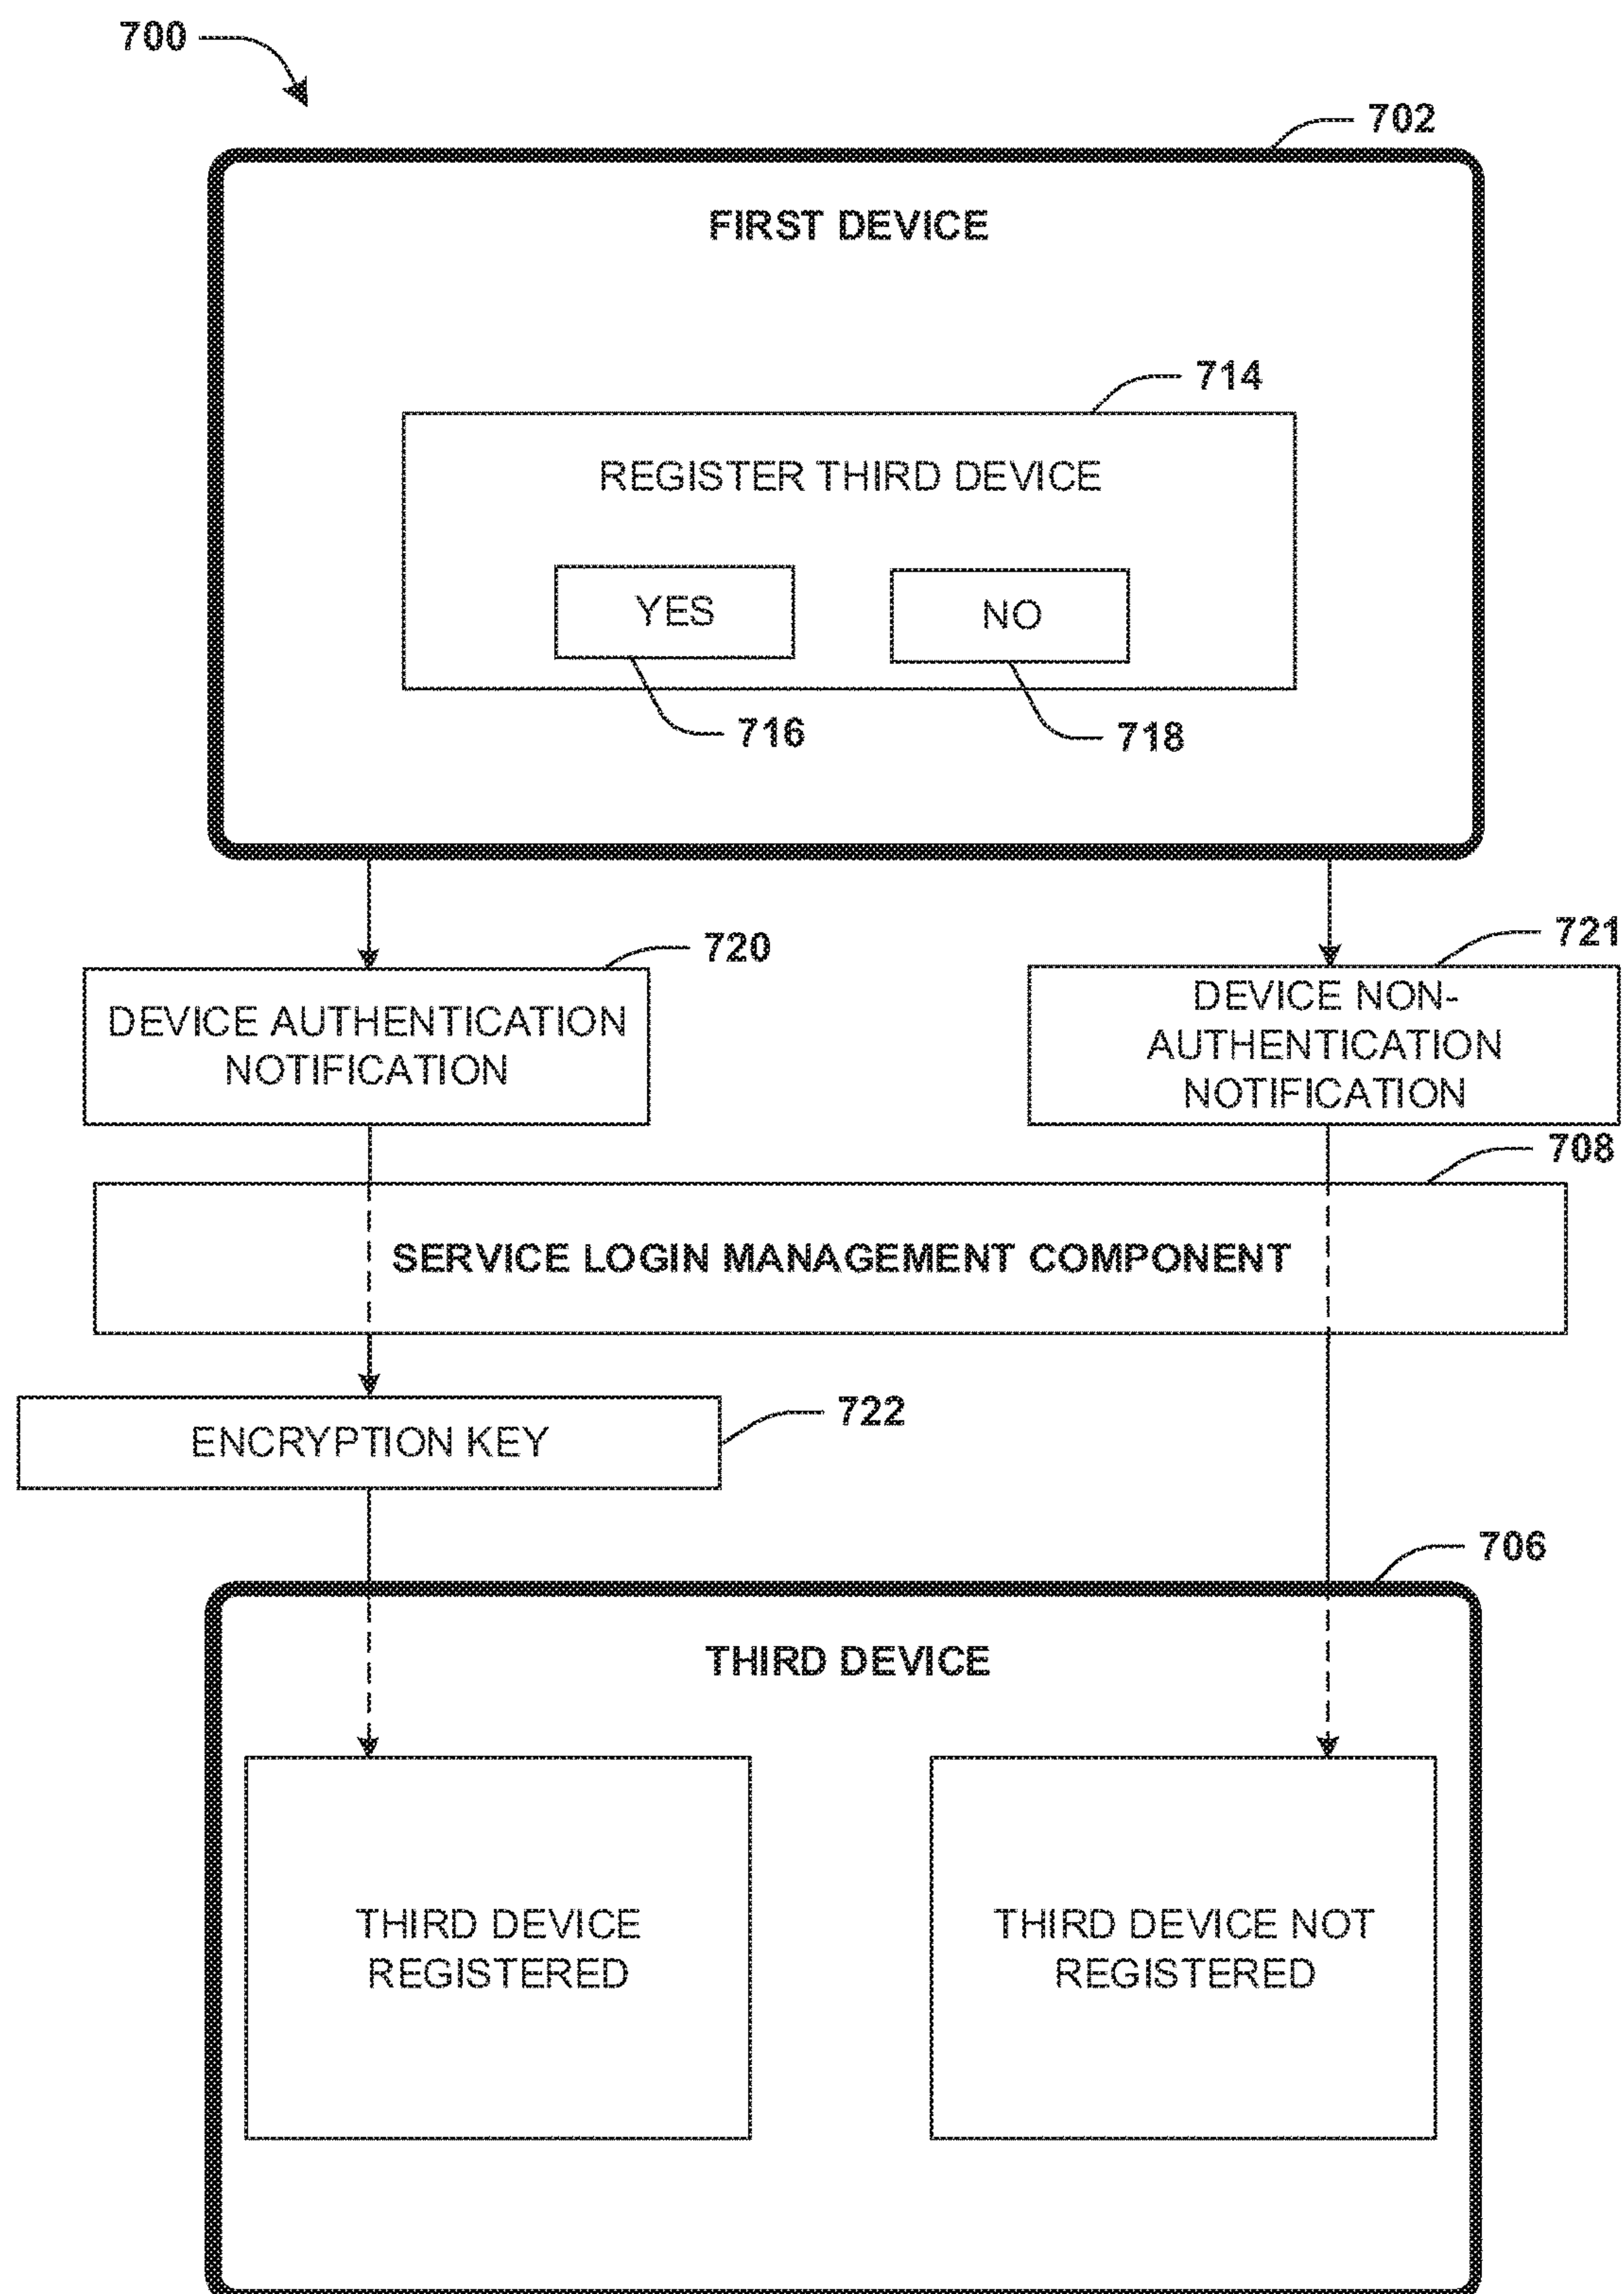 700
702
FIRST DEVICE
714
REGISTER THIRD DEVICE
YES
NO
716
718
720
721
DEVICE AUTHENTICATION
NOTIFICATION
DEVICE NON-
AUTHENTICATION
NOTIFICATION
708
SERVICE LOGIN MANAGEMENT COMPONENT
722
ENCRYPTION KEY
706
THIRD DEVICE
THIRD DEVICE
REGISTERED
THIRD DEVICE NOT
REGISTERED